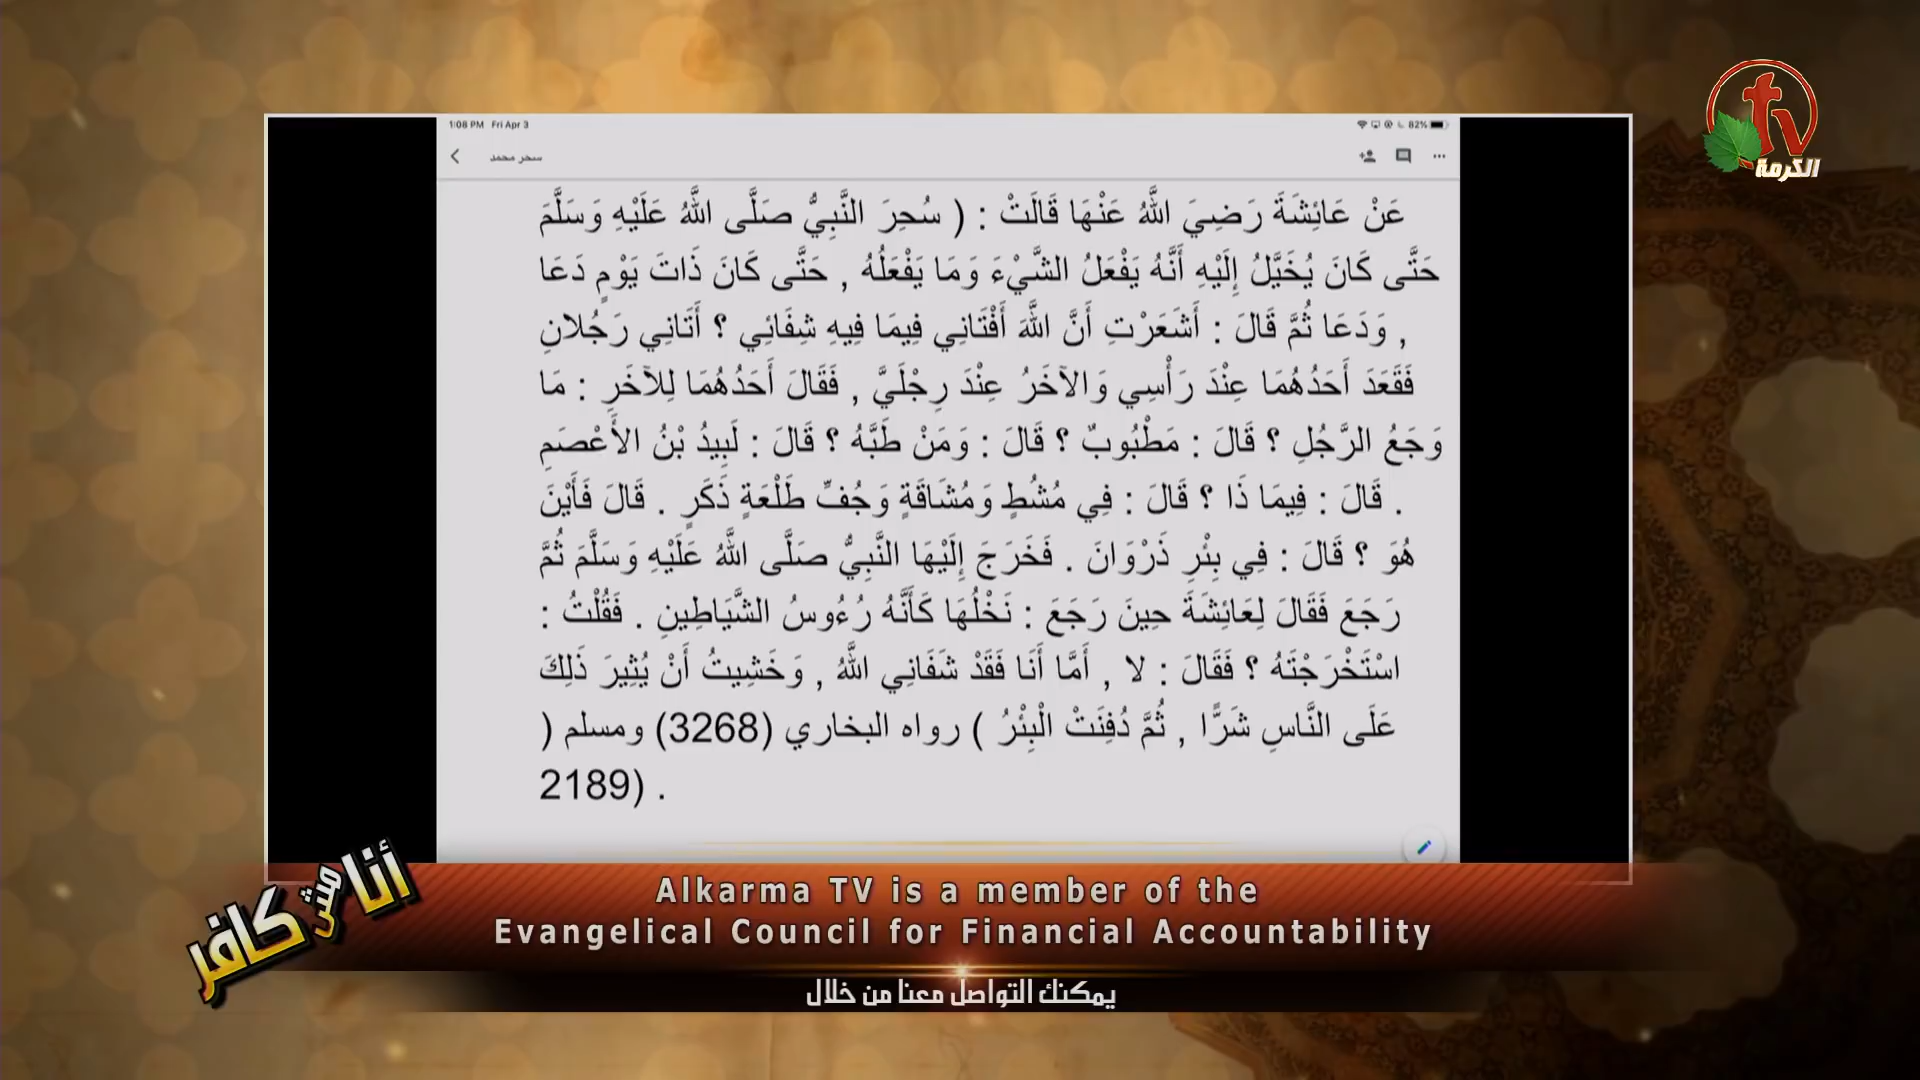 1:08 PM Fri Apr 3
82%
سحر محمد
عَنْ عَائِشَةَ رَضِيَ اللَّهُ عَنْهَا قَالَتْ : ( سُحِرَ النَّبِيُّ صَلَّى اللَّهُ عَلَيْهِ وَسَلَّمَ
حَتَّى كَانَ يُخَيَّلُ إِلَيْهِ أَنَّهُ يَفْعَلُ الشَّيْءَ وَمَا يَفْعَلُهُ , حَتَّى كَانَ ذَاتَ يَوْمٍ دَعَا
, وَدَعَا ثُمَّ قَالَ : أَشَعَرْتِ أَنَّ اللَّهَ أَفْتَانِي فِيمَا فِيهِ شِفَائِي ؟ أَتَانِي رَجُلانِ
فَقَعَدَ أَحَدُهُمَا عِنْدَ رَأْسِي وَالآخَرُ عِنْدَ رِجْلَيَّ , فَقَالَ أَحَدُهُمَا لِلآخَرِ : مَا
وَجَعُ الرَّجُلِ ؟ قَالَ : مَطْبُوبٌ ؟ قَالَ : وَمَنْ طَبَّهُ ؟ قَالَ : لَبِيدُ بْنُ الأَعْصَمِ
. قَالَ : فِيمَا ذَا ؟ قَالَ : فِي مُشُطٍ وَمُشَاقَةٍ وَجُفِّ طَلْعَةٍ ذَكَرٍ . قَالَ فَأَيْنَ
هُوَ ؟ قَالَ : فِي بِئْرِ ذَرْوَانَ . فَخَرَجَ إِلَيْهَا النَّبِيُّ صَلَّى اللَّهُ عَلَيْهِ وَسَلَّمَ ثُمَّ
رَجَعَ فَقَالَ لِعَائِشَةَ حِينَ رَجَعَ : نَخْلُهَا كَأَنَّهُ رُءُوسُ الشَّيَاطِينِ . فَقُلْتُ :
اسْتَخْرَجْتَهُ ؟ فَقَالَ : لا , أَمَّا أَنَا فَقَدْ شَفَانِي اللَّهُ , وَخَشِيتُ أَنْ يُثِيرَ ذَلِكَ
عَلَى النَّاسِ شَرًّا , ثُمَّ دُفِنَتْ الْبِئْرُ ) رواه البخاري (3268) ومسلم (
2189) .
tv
الكرمة
أنا مش كافر
Alkarma TV is a member of the
Evangelical Council for Financial Accountability
يمكنك التواصل معنا من خلال